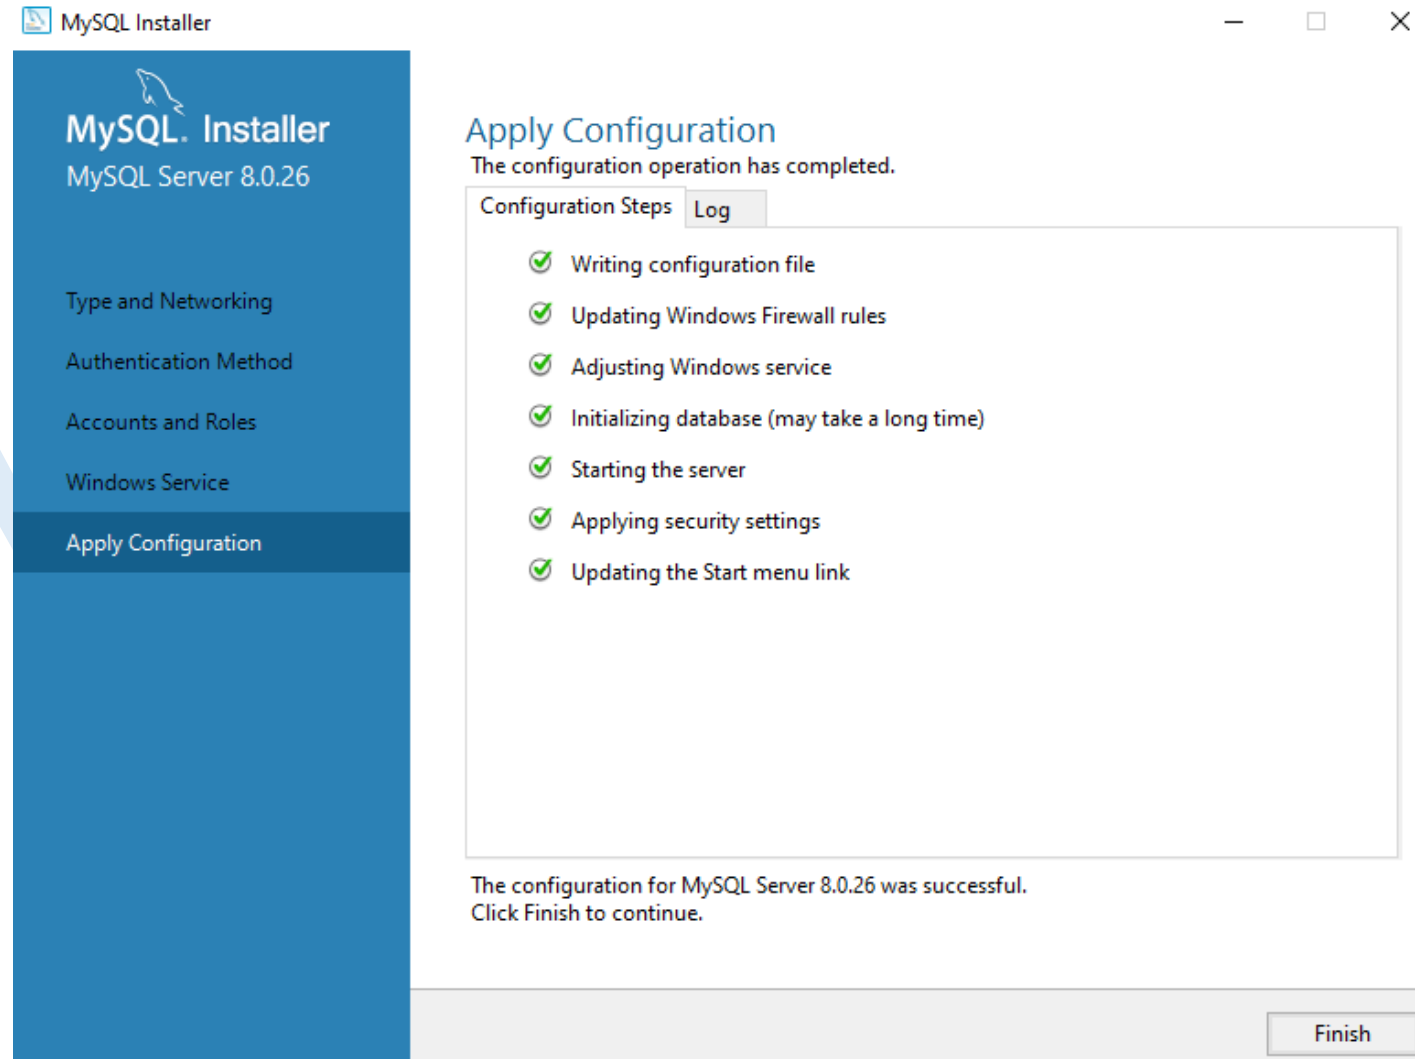 MySQL Installer
MySQL. Installer
MySQL Server 8.0.26
Type and Networking
Authentication Method
Accounts and Roles
Windows Service
Apply Configuration
Apply Configuration
The configuration operation has completed.
Configuration Steps
Log
Writing configuration file
Updating Windows Firewall rules
Adjusting Windows service
Initializing database (may take a long time)
Starting the server
Applying security settings
Updating the Start menu link
The configuration for MySQL Server 8.0.26 was successful.
Click Finish to continue.
Finish